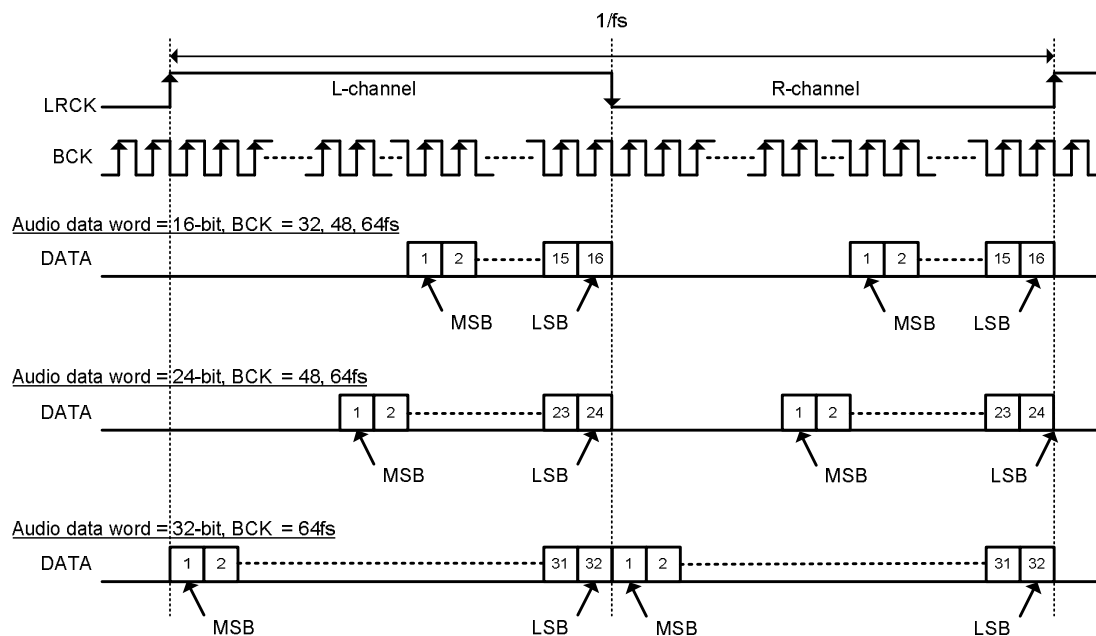 1/fs
L-channel
R-channel
LRCK
BCK
Audio data word = 16-bit, BCK = 32, 48, 64fs
DATA
1 2 15 16 1 2 15 16
MSB LSB MSB LSB
Audio data word = 24-bit, BCK = 48, 64fs
DATA
1 2 23 24 1 2 23 24
MSB LSB MSB LSB
Audio data word = 32-bit, BCK = 64fs
DATA
1 2 31 32 1 2 31 32
MSB LSB MSB LSB